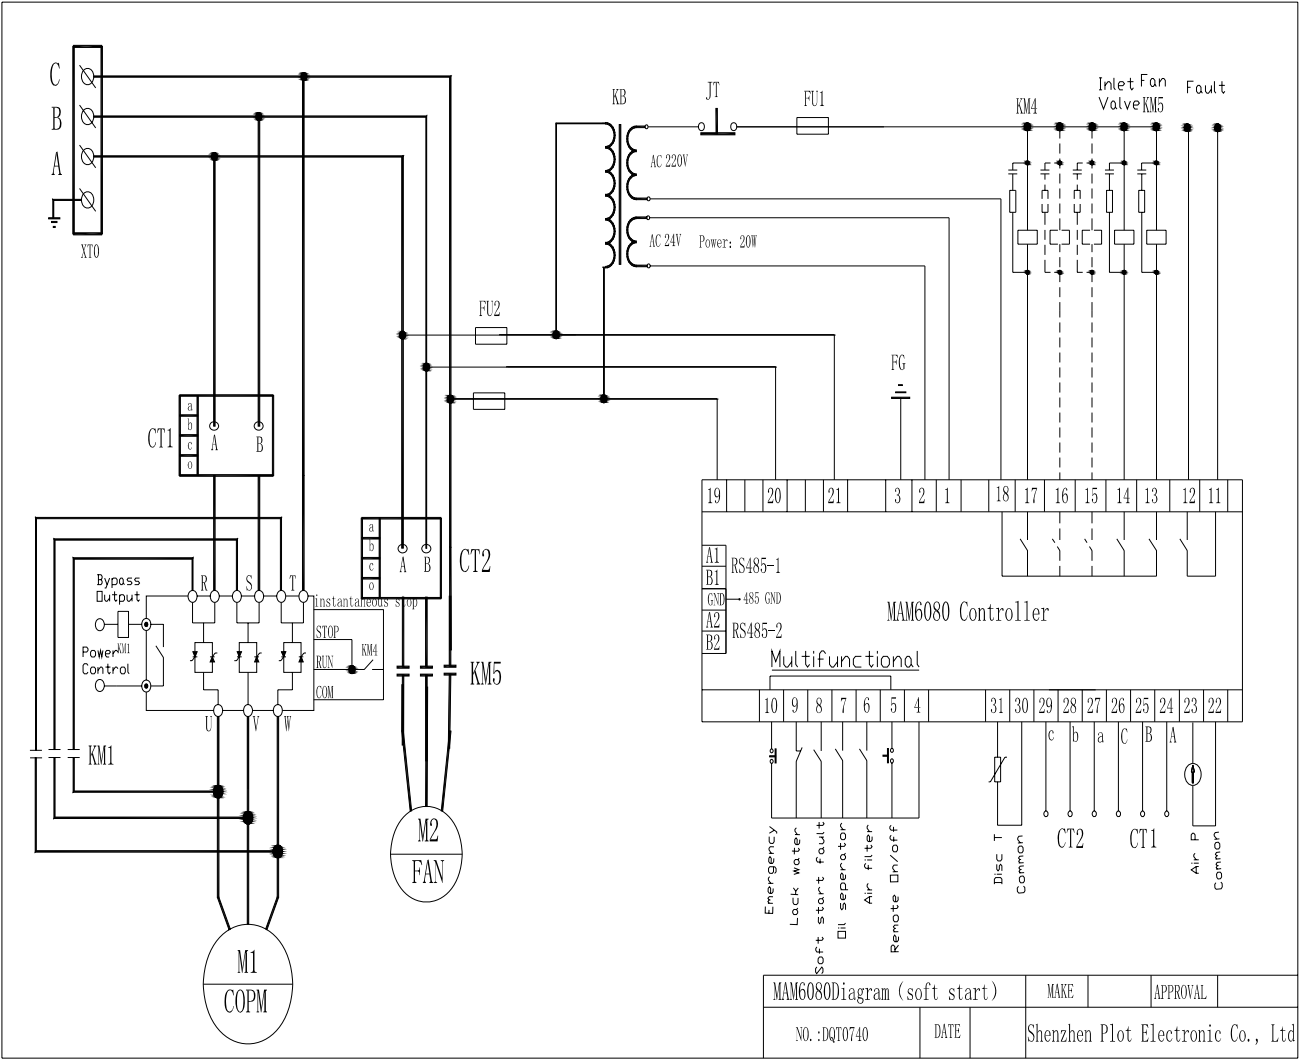 C
B
A
XT0
KB
JT
FU1
KM4
Inlet Valve
Fan KM5
Fault
AC 220V
AC 24V
Power: 20W
FU2
FG
CT1
a
b
c
o
A
B
19
20
21
3
2
1
18
17
16
15
14
13
12
11
CT2
a
b
c
o
A
B
A1
B1
GND
A2
B2
RS485-1
485 GND
RS485-2
MAM6080 Controller
Multifunctional
R
S
T
Bypass Output
KM1
Power Control
instantaneous stop
STOP
RUN
COM
KM4
U
V
W
KM5
KM1
10
9
8
7
6
5
4
31
30
29
28
27
26
25
24
23
22
c
b
a
C
B
A
Emergency
Lack water
Soft start fault
Oil seperator
Air filter
Remote On/off
Disc T
Common
CT2
CT1
Air P
Common
M2
FAN
M1
COPM
MAM6080Diagram (soft start)
MAKE
APPROVAL
NO.:DQT0740
DATE
Shenzhen Plot Electronic Co., Ltd